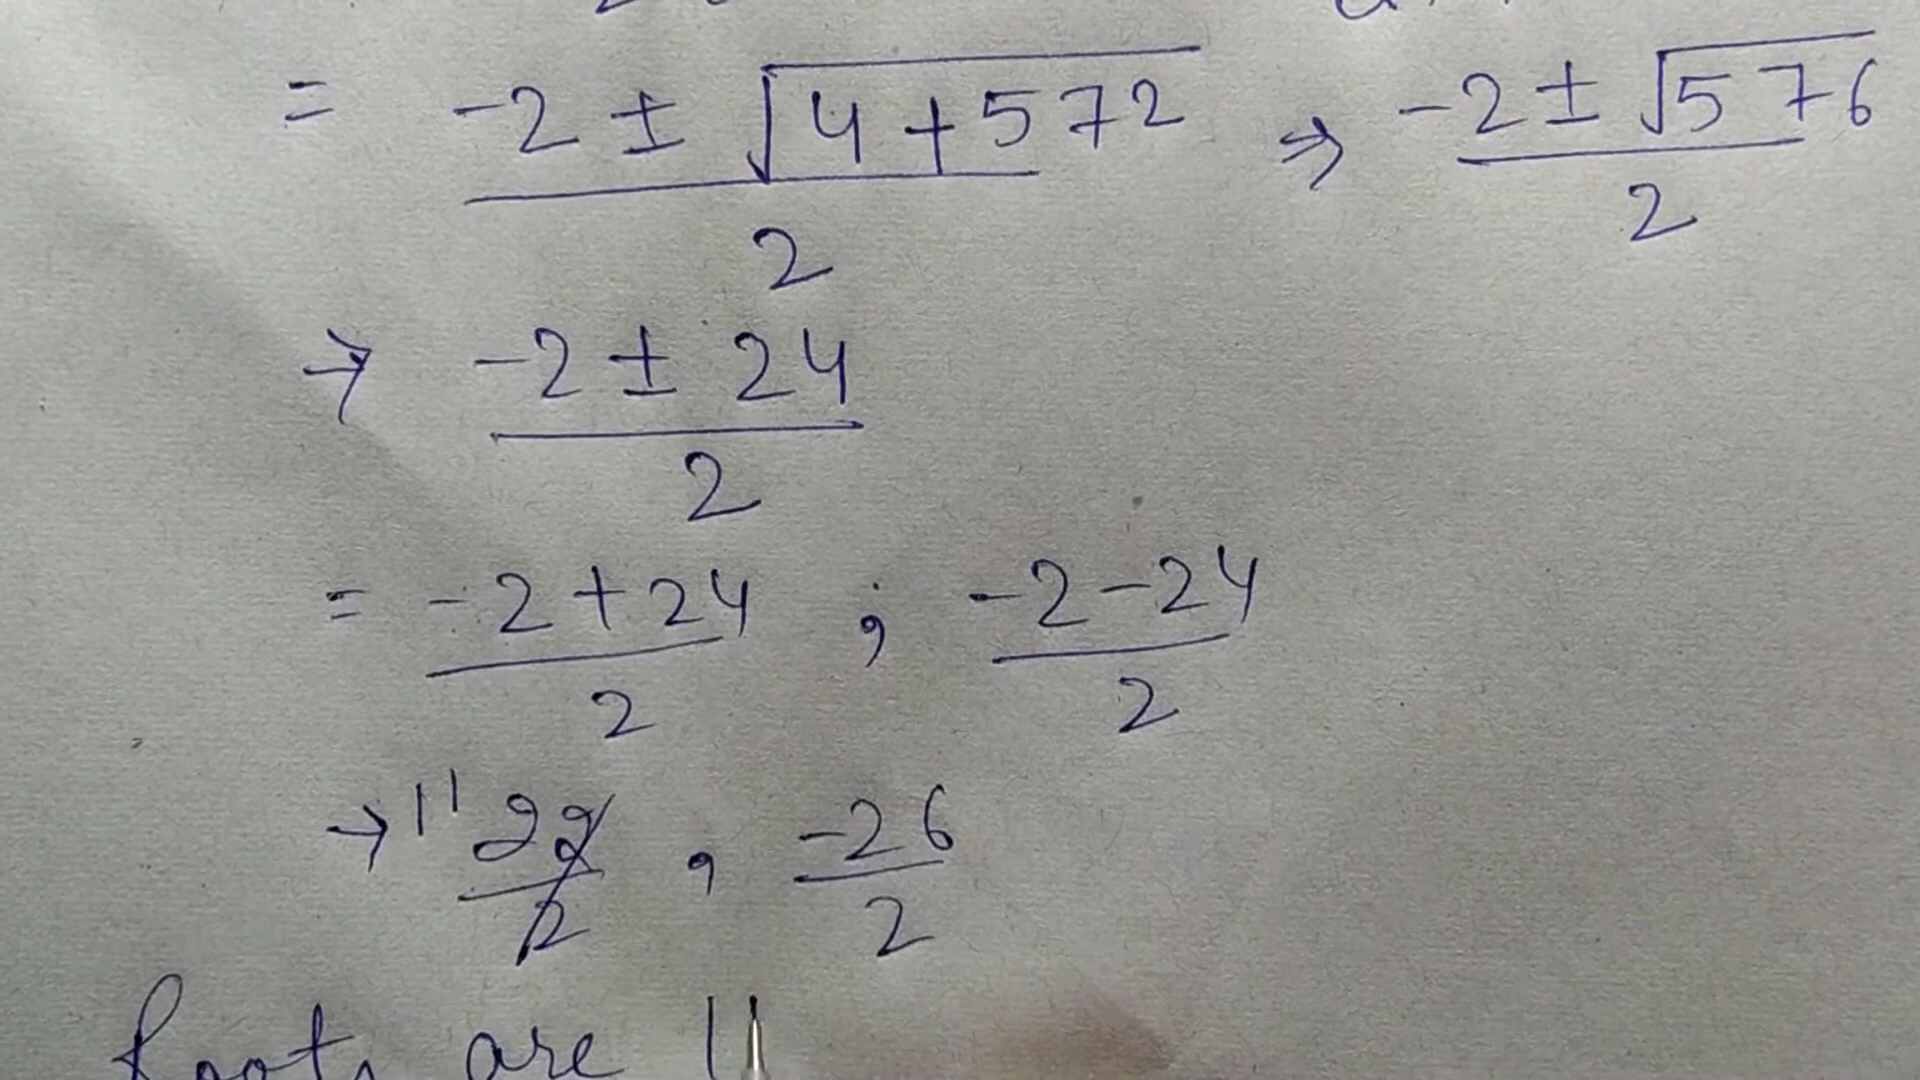 = -2 ± √4+572 / 2 ⇒ -2 ± √576 / 2
→ -2 ± 24 / 2
= -2+24 / 2 ; -2-24 / 2
→ 11 22/2 , -26/2
Roots are 11